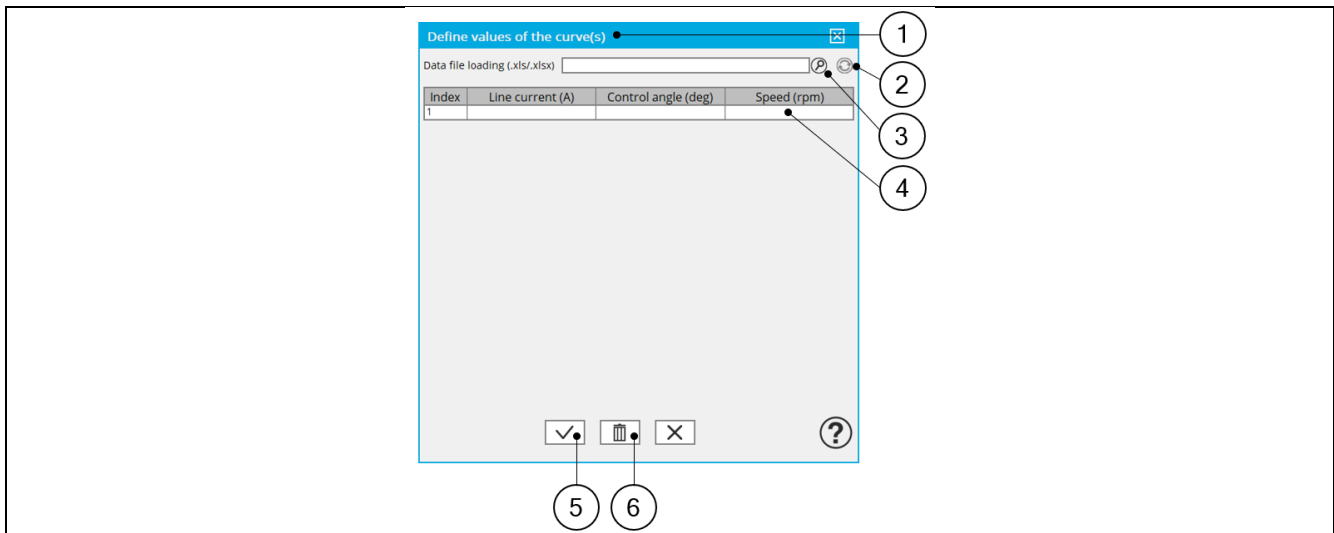 Define values of the curve(s)
1
Data file loading (.xls/.xlsx)
2
Index Line current (A) Control angle (deg) Speed (rpm)
1
3
4
?
5 6